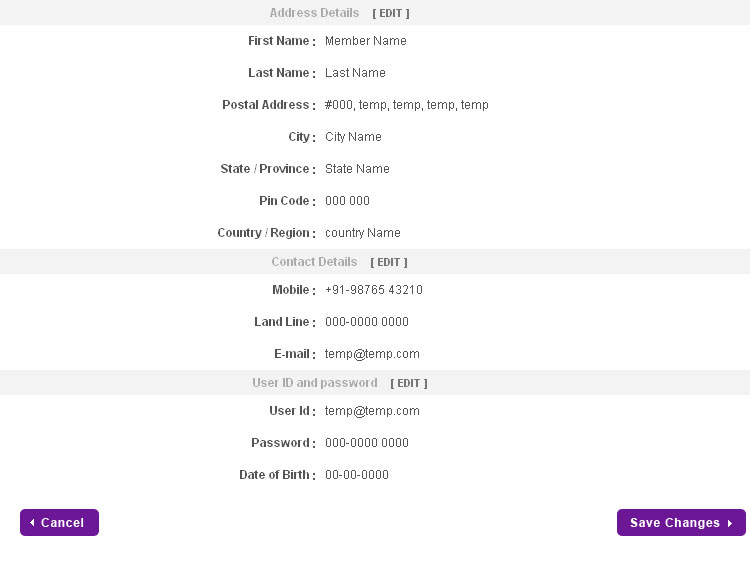 Address Details [ EDIT ]
First Name : Member Name
Last Name : Last Name
Postal Address : #000, temp, temp, temp, temp
City : City Name
State / Province : State Name
Pin Code : 000 000
Country / Region : country Name
Contact Details [ EDIT ]
Mobile : +91-98765 43210
Land Line : 000-0000 0000
E-mail : temp@temp.com
User ID and password [ EDIT ]
User Id : temp@temp.com
Password : 000-0000 0000
Date of Birth : 00-00-0000
Cancel Save Changes